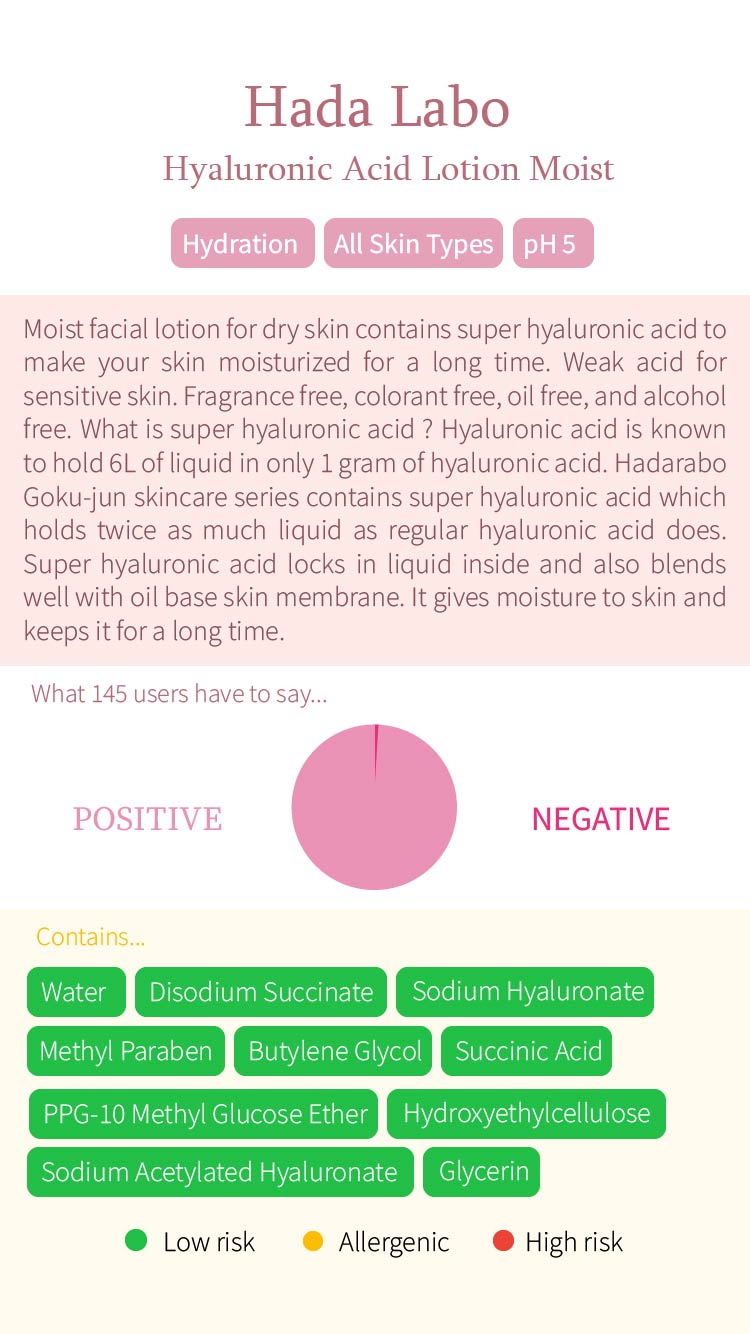 Hada Labo
Hyaluronic Acid Lotion Moist
Hydration All Skin Types pH 5
Moist facial lotion for dry skin contains super hyaluronic acid to
make your skin moisturized for a long time. Weak acid for
sensitive skin. Fragrance free, colorant free, oil free, and alcohol
free. What is super hyaluronic acid ? Hyaluronic acid is known
to hold 6L of liquid in only 1 gram of hyaluronic acid. Hadarabo
Goku-jun skincare series contains super hyaluronic acid which
holds twice as much liquid as regular hyaluronic acid does.
Super hyaluronic acid locks in liquid inside and also blends
well with oil base skin membrane. It gives moisture to skin and
keeps it for a long time.
What 145 users have to say...
POSITIVE NEGATIVE
Contains...
Water Disodium Succinate Sodium Hyaluronate
Methyl Paraben Butylene Glycol Succinic Acid
PPG-10 Methyl Glucose Ether Hydroxyethylcellulose
Sodium Acetylated Hyaluronate Glycerin
Low risk Allergenic High risk